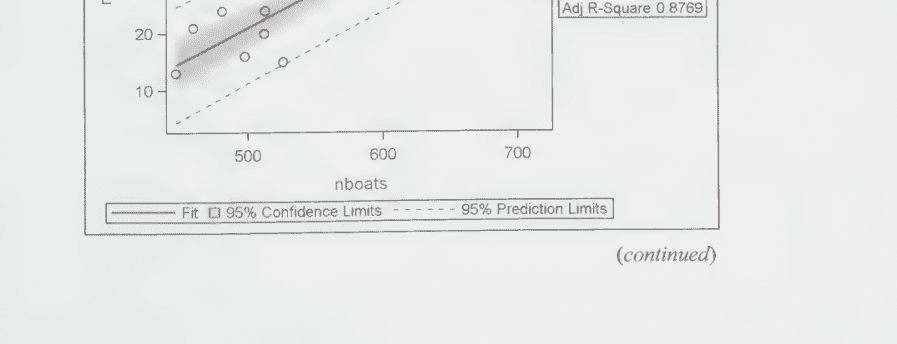 Adj R-Square 0.8769
20
10
500 600 700
nboats
Fit 95% Confidence Limits 95% Prediction Limits
(continued)